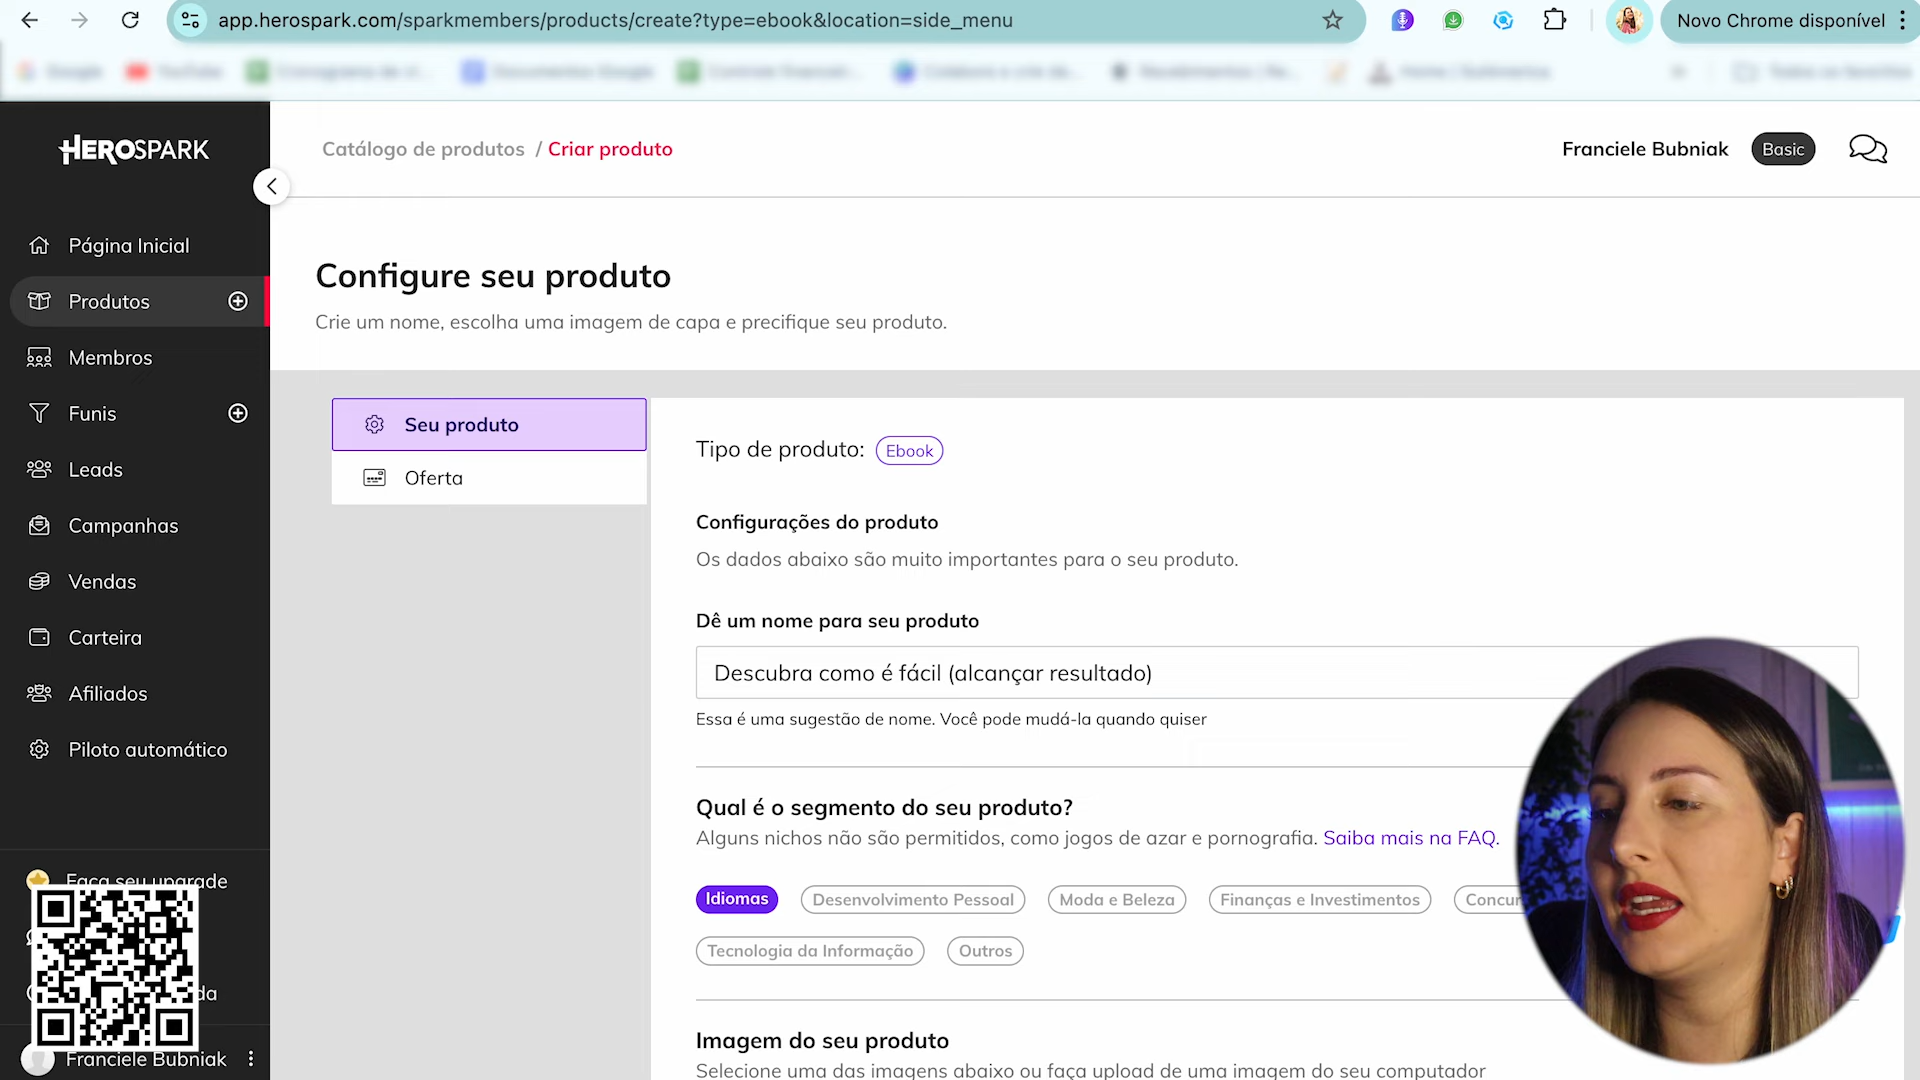 app.herospark.com/sparkmembers/products/create?type=ebook&location=side_menu
Novo Chrome disponível
HEROSPARK
Catálogo de produtos / Criar produto
Franciele Bubniak
Basic
Página Inicial
Produtos
Membros
Funis
Leads
Campanhas
Vendas
Carteira
Afiliados
Piloto automático
Faça seu upgrade
da
Franciele Bubniak
Configure seu produto
Crie um nome, escolha uma imagem de capa e precifique seu produto.
Seu produto
Oferta
Tipo de produto: Ebook
Configurações do produto
Os dados abaixo são muito importantes para o seu produto.
Dê um nome para seu produto
Descubra como é fácil (alcançar resultado)
Essa é uma sugestão de nome. Você pode mudá-la quando quiser
Qual é o segmento do seu produto?
Alguns nichos não são permitidos, como jogos de azar e pornografia. Saiba mais na FAQ.
Idiomas
Desenvolvimento Pessoal
Moda e Beleza
Finanças e Investimentos
Concur
Tecnologia da Informação
Outros
Imagem do seu produto
Selecione uma das imagens abaixo ou faça upload de uma imagem do seu computador